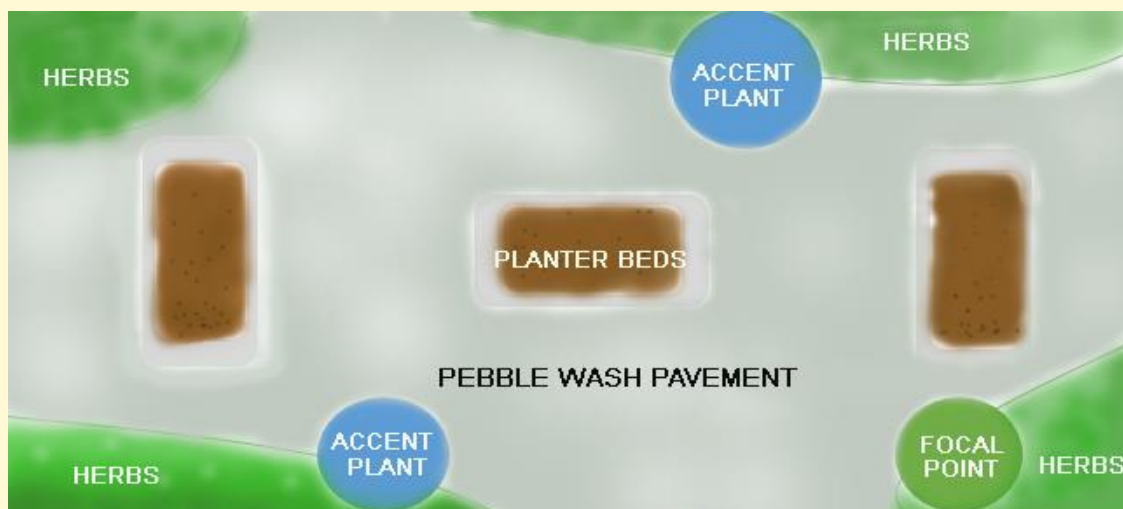 HERBS
ACCENT
PLANT
HERBS
PLANTER BEDS
PEBBLE WASH PAVEMENT
ACCENT
PLANT
HERBS
FOCAL
POINT
HERBS